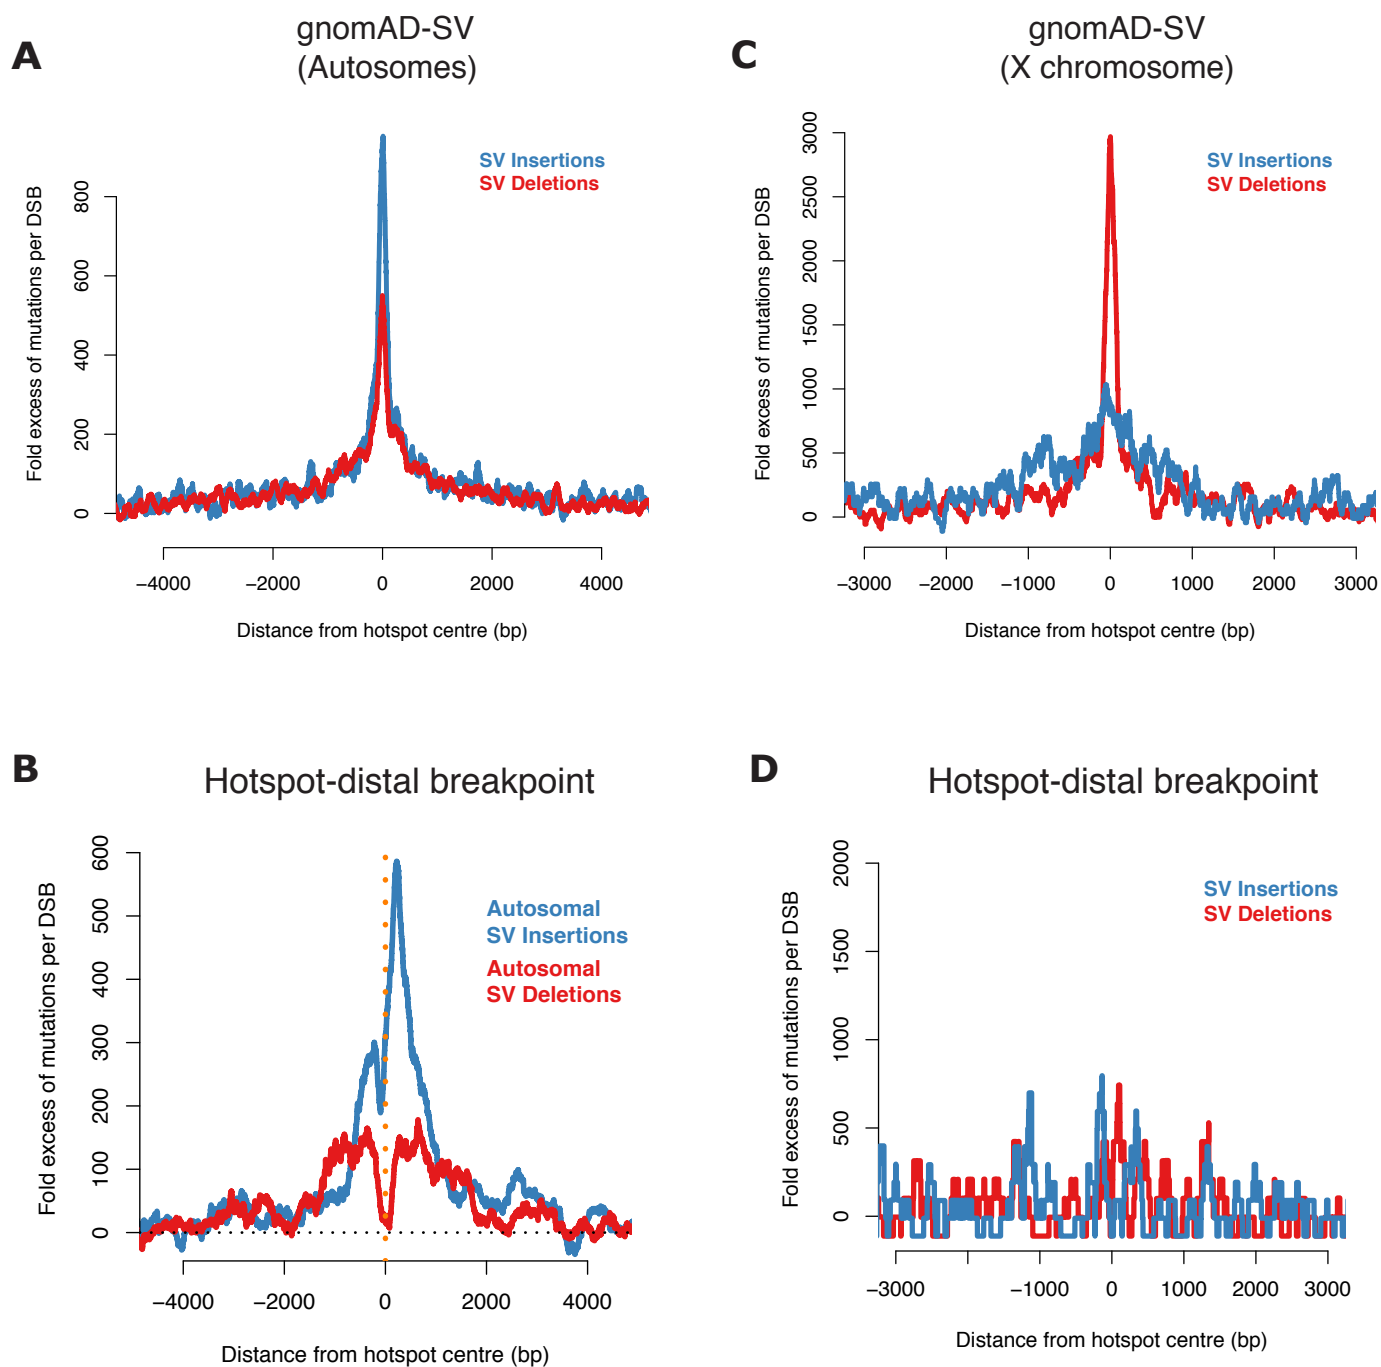 A
gnomAD-SV
(Autosomes)
SV Insertions
SV Deletions
Fold excess of mutations per DSB
0
200
400
600
800
−4000
−2000
0
2000
4000
Distance from hotspot centre (bp)
C
gnomAD-SV
(X chromosome)
SV Insertions
SV Deletions
Fold excess of mutations per DSB
0
500
1000
1500
2000
2500
3000
−3000
−2000
−1000
0
1000
2000
3000
Distance from hotspot centre (bp)
B
Hotspot-distal breakpoint
Autosomal
SV Insertions
Autosomal
SV Deletions
Fold excess of mutations per DSB
0
100
200
300
400
500
600
−4000
−2000
0
2000
4000
Distance from hotspot centre (bp)
D
Hotspot-distal breakpoint
SV Insertions
SV Deletions
Fold excess of mutations per DSB
0
500
1000
1500
2000
−3000
−1000
0
1000
2000
3000
Distance from hotspot centre (bp)